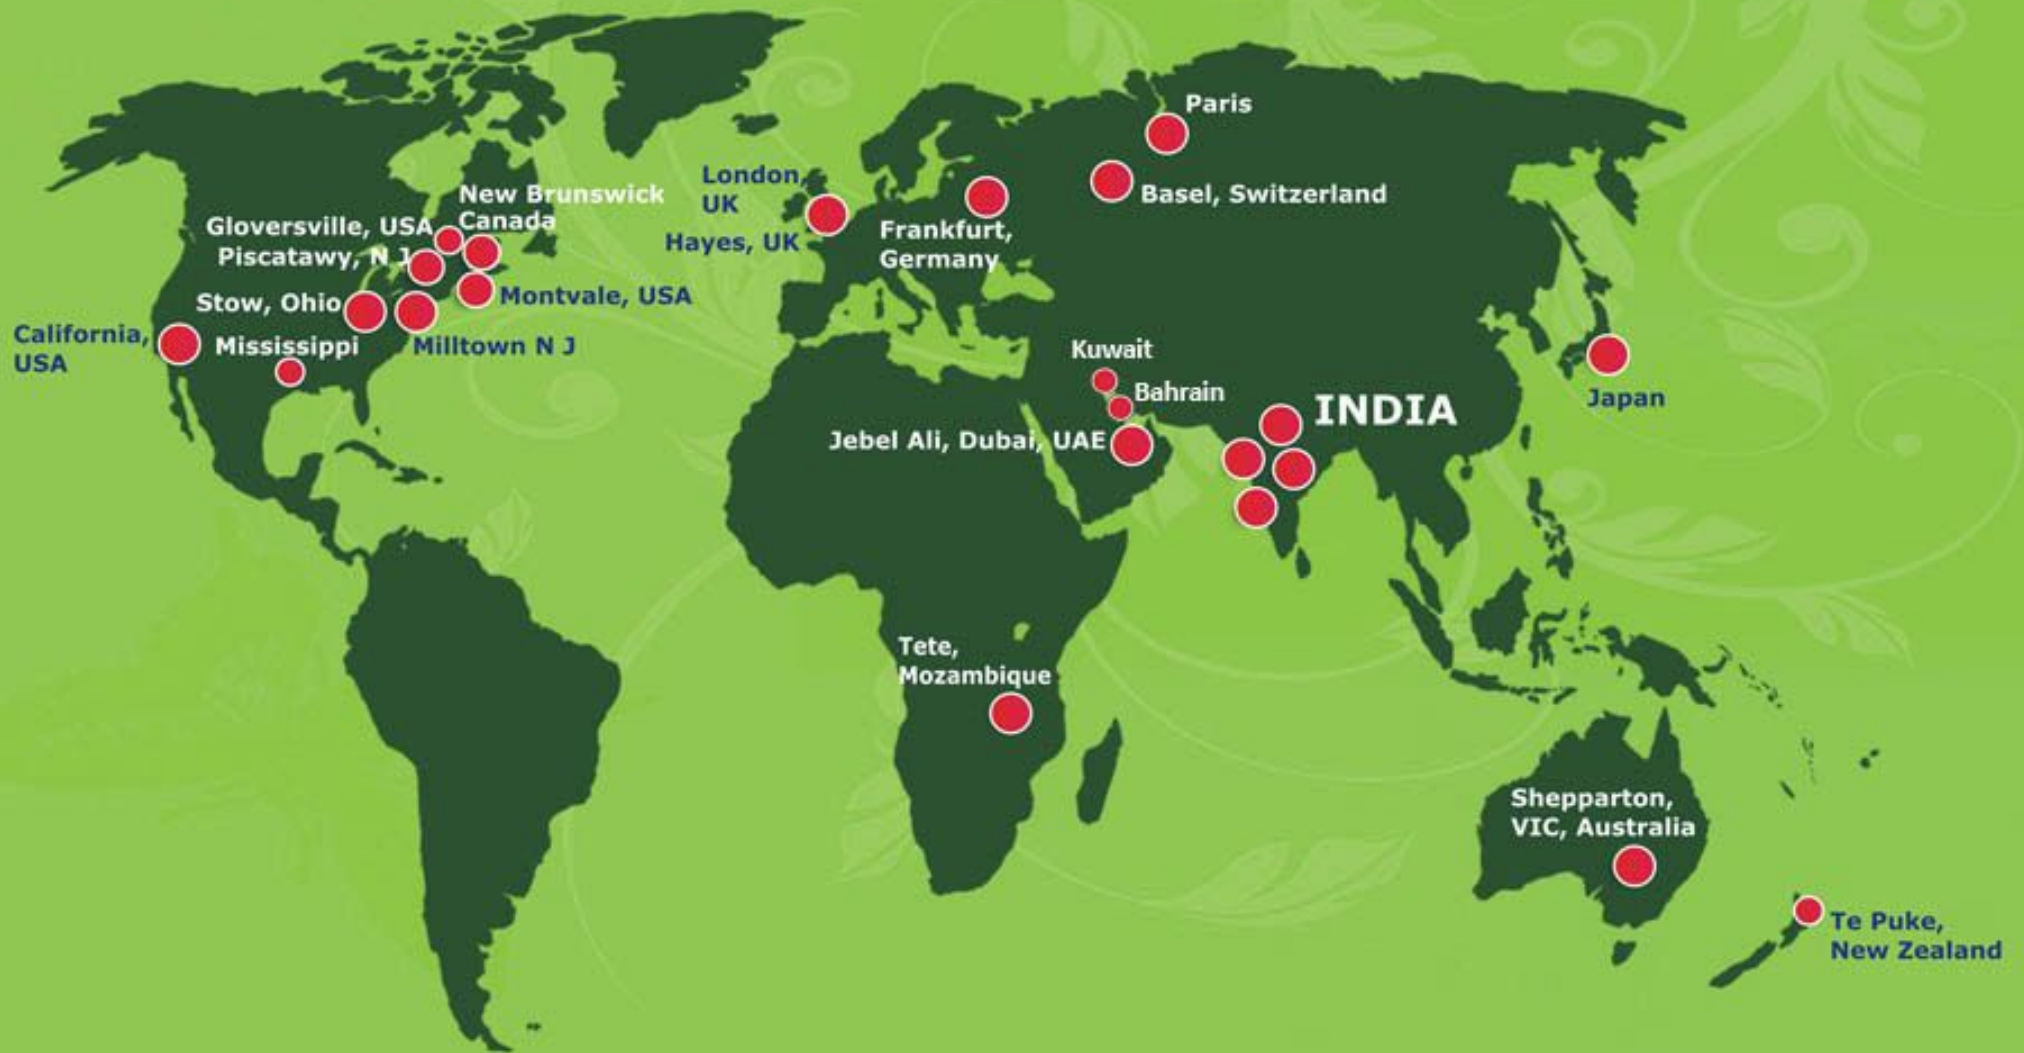 Paris
London,
UK
Hayes, UK
New Brunswick
Canada
Gloversville, USA
Piscatawy, N J
Basel, Switzerland
Frankfurt,
Germany
Stow, Ohio
Montvale, USA
California,
USA
Mississippi
Milltown N J
Kuwait
Bahrain
INDIA
Japan
Jebel Ali, Dubai, UAE
Tete,
Mozambique
Shepparton,
VIC, Australia
Te Puke,
New Zealand